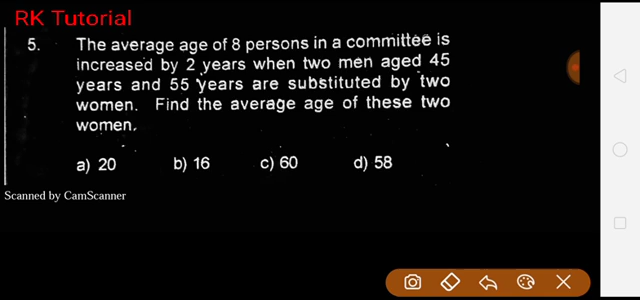 RK Tutorial
5. The average age of 8 persons in a committee is
increased by 2 years when two men aged 45
years and 55 years are substituted by two
women. Find the average age of these two
women.
a) 20 b) 16 c) 60 d) 58
Scanned by CamScanner